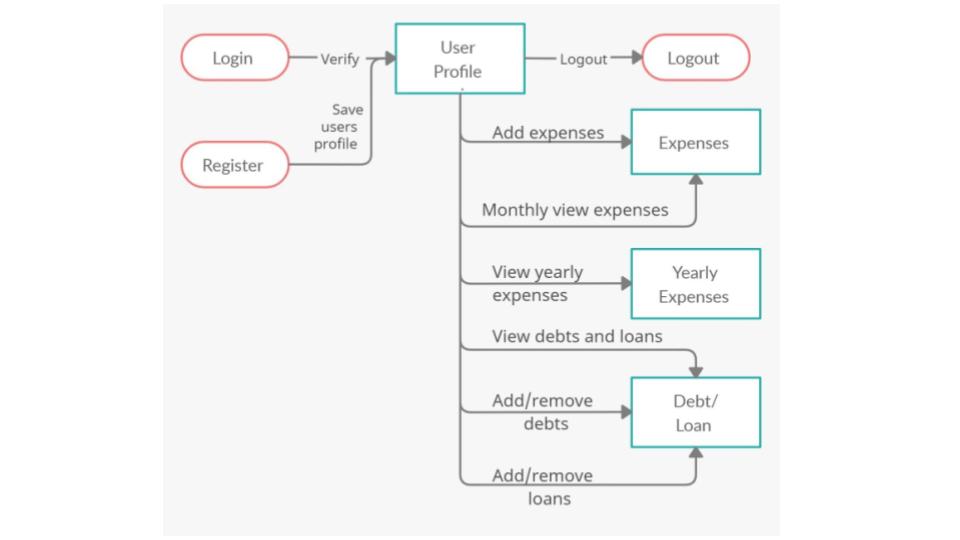 Login
Verify
User
Profile
Logout
Logout
Save
users
profile
Register
Add expenses
Expenses
Monthly view expenses
View yearly
expenses
Yearly
Expenses
View debts and loans
Add/remove
debts
Debt/
Loan
Add/remove
loans